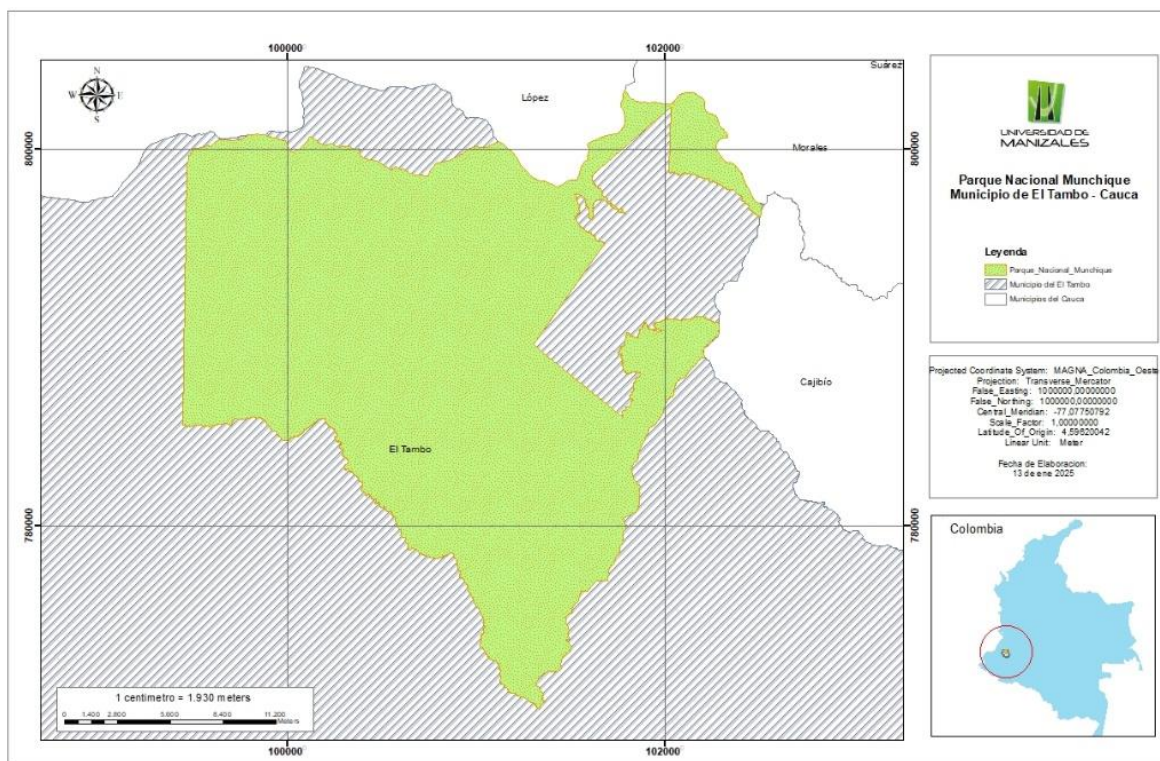 100000
102000
N
W
E
S
Suárez
López
800000
800000
Morales
Cajibío
El Tambo
780000
780000
1 centimetro = 1.930 meters
0 1.400 2.800 5.600 8.400 11.200
Meters
100000
102000
UNIVERSIDAD DE
MANIZALES
Parque Nacional Munchique
Municipio de El Tambo - Cauca
Leyenda
Parque_Nacional_Munchique
Municipio del El Tambo
Municipios del Cauca
Projected Coordinate System: MAGNA_Colombia_Oeste
Projection: Transverse_Mercator
False_Easting: 1000000,00000000
False_Northing: 1000000,00000000
Central_Meridian: -77,07750792
Scale_Factor: 1,00000000
Latitude_Of_Origin: 4,59620042
Linear Unit: Meter
Fecha de Elaboracion:
13 de ene 2025
Colombia